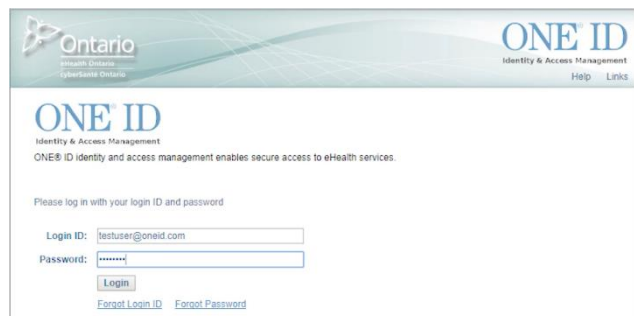 Ontario
eHealth Ontario
cyberSanté Ontario
ONE® ID
Identity & Access Management
Help Links
ONE® ID
Identity & Access Management
ONE® ID identity and access management enables secure access to eHealth services.
Please log in with your login ID and password
Login ID: testuser@oneid.com
Password: ••••••••
Login
Forgot Login ID Forgot Password